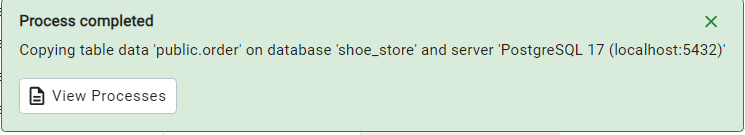 Process completed
Copying table data 'public.order' on database 'shoe_store' and server 'PostgreSQL 17 (localhost:5432)'
View Processes